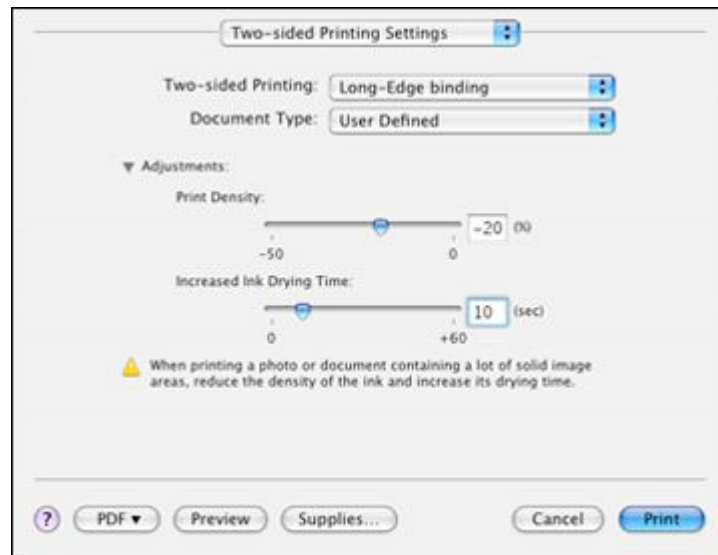 Two-sided Printing Settings
Two-sided Printing: Long-Edge binding
Document Type: User Defined
Adjustments:
Print Density:
-20 (%)
-50 0
Increased Ink Drying Time:
10 (sec)
0 +60
When printing a photo or document containing a lot of solid image
areas, reduce the density of the ink and increase its drying time.
? PDF▼ Preview Supplies... Cancel Print